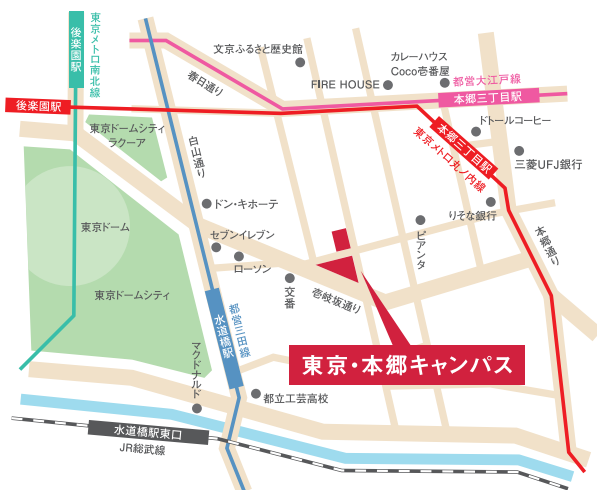 後楽園駅
東京メトロ南北線
後楽園駅
文京ふるさと歴史館
カレーハウス
Coco壱番屋
春日通り
FIRE HOUSE
都営大江戸線
本郷三丁目駅
東京ドームシティ
ラクーア
白山通り
本郷三丁目駅
東京メトロ丸ノ内線
ドトールコーヒー
三菱UFJ銀行
ドン・キホーテ
りそな銀行
東京ドーム
セブンイレブン
ローソン
ピアンタ
本郷通り
東京ドームシティ
交番
壱岐坂通り
水道橋駅
都営三田線
東京・本郷キャンパス
マクドナルド
都立工芸高校
水道橋駅東口
JR総武線